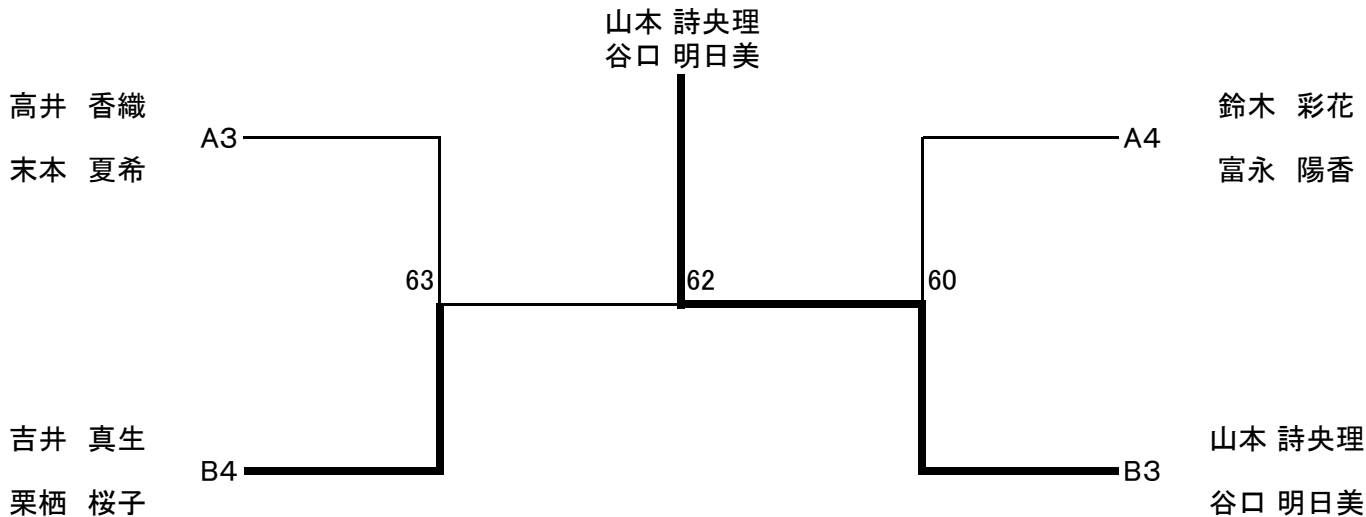 山本 詩央理
谷口 明日美
高井 香織
A3
末本 夏希
鈴木 彩花
A4
富永 陽香
63
62
60
吉井 真生
B4
栗栖 桜子
山本 詩央理
B3
谷口 明日美